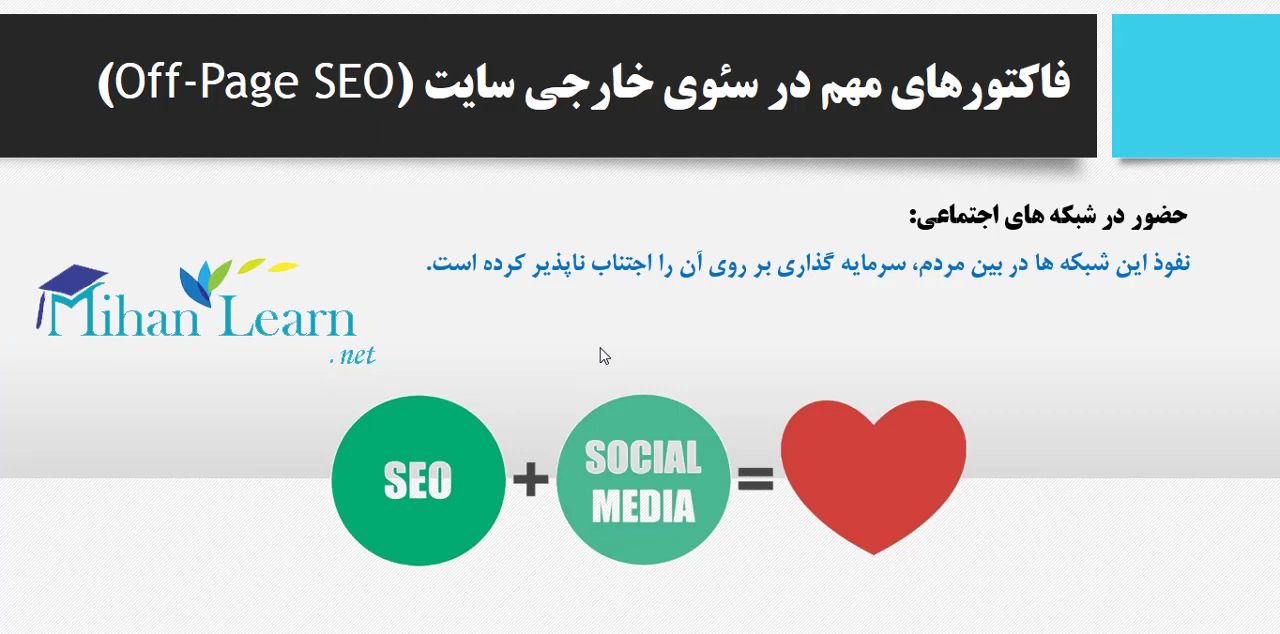 فاکتورهای مهم در سئوی خارجی سایت (Off-Page SEO)
حضور در شبکه های اجتماعی:
نفوذ این شبکه ها در بین مردم، سرمایه گذاری بر روی آن را اجتناب ناپذیر کرده است.
Mihan Learn
.net
SEO + SOCIAL MEDIA =